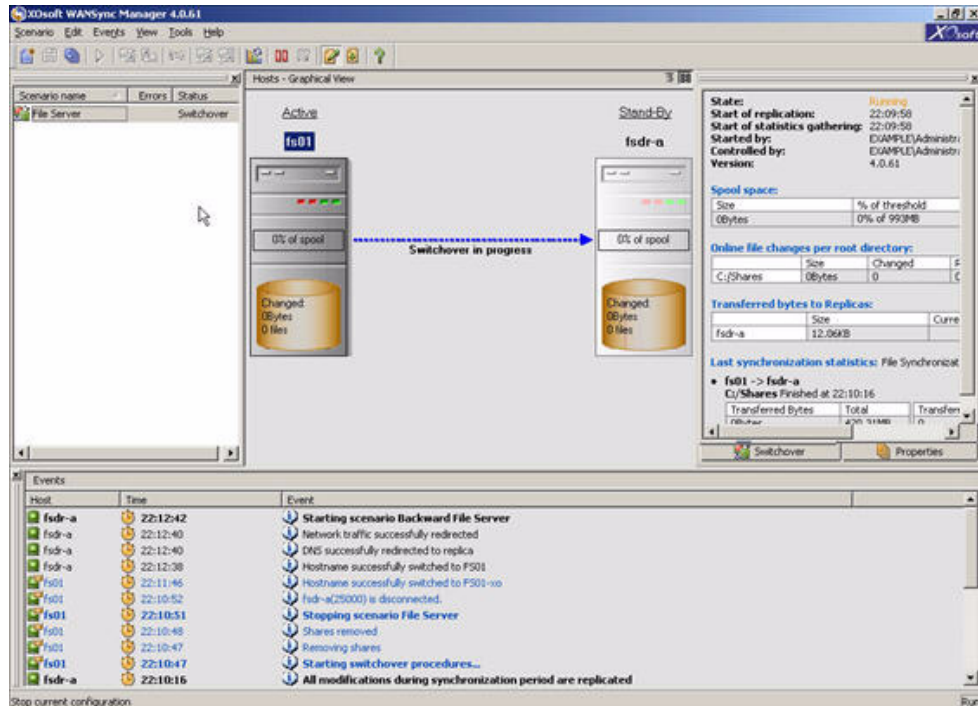 XOsoft WANSync Manager 4.0.61
Scenario Edit Events View Tools Help
XOsoft
Scenario name Errors Status
File Server Switchover
Hosts - Graphical View
Active Stand-By
fs01 fsdr-a
0% of spool 0% of spool
Switchover in progress
Changed: Changed:
0Bytes 0Bytes
0 files 0 files
State: Running
Start of replication: 22:09:58
Start of statistics gathering: 22:09:58
Started by: EXAMPLE\Administr
Controlled by: EXAMPLE\Administr
Version: 4.0.61
Spool space:
Size % of threshold
0Bytes 0% of 993MB
Online file changes per root directory:
Size Changed
C:/Shares 0Bytes 0
Transferred bytes to Replicas:
Size Curre
fsdr-a 12.06KB
Last synchronization statistics: File Synchronizat
• fs01 -> fsdr-a
C:/Shares Finished at 22:10:16
Transferred Bytes Total Transfer
0Bytes 420.31MB 0
Switchover Properties
Events
Host Time Event
fsdr-a 22:12:42 Starting scenario Backward File Server
fsdr-a 22:12:40 Network traffic successfully redirected
fsdr-a 22:12:40 DNS successfully redirected to replica
fsdr-a 22:12:38 Hostname successfully switched to FS01
fs01 22:11:46 Hostname successfully switched to FS01-xo
fs01 22:10:52 fsdr-a(25000) is disconnected.
fs01 22:10:51 Stopping scenario File Server
fs01 22:10:48 Shares removed
fs01 22:10:47 Removing shares
fs01 22:10:47 Starting switchover procedures...
fsdr-a 22:10:16 All modifications during synchronization period are replicated
Stop current configuration Run